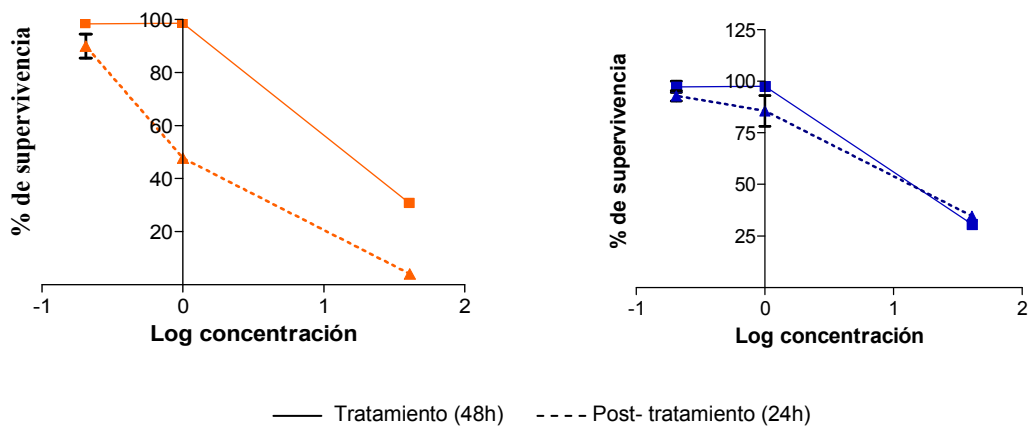 % de supervivencia
100
80
60
40
20
-1 0 1 2
Log concentración
% de supervivencia
125
100
75
50
25
-1 0 1 2
Log concentración
Tratamiento (48h) Post- tratamiento (24h)